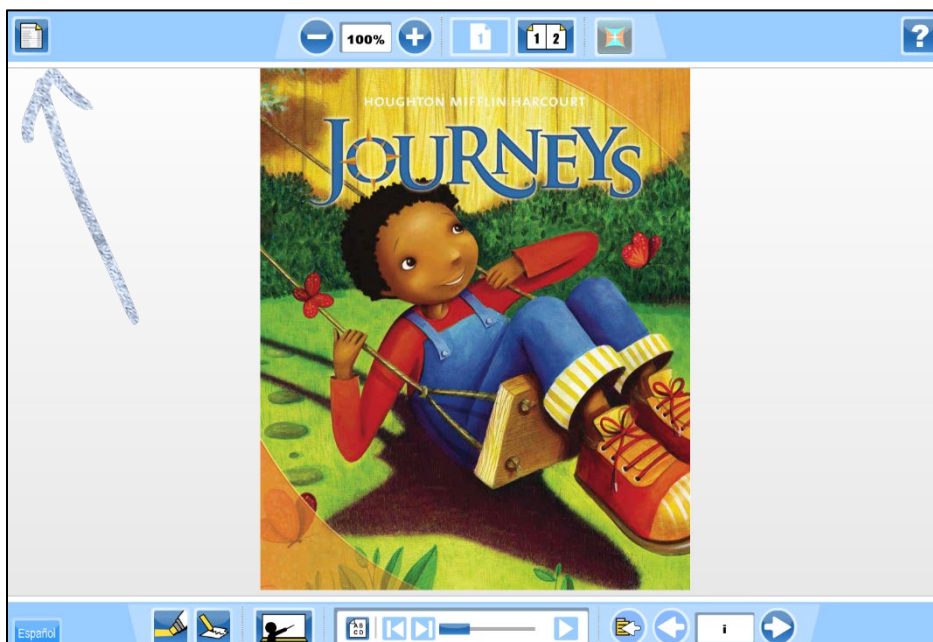 100%
1
1 2
?
HOUGHTON MIFFLIN HARCOURT
JOURNEYS
Español
A B
C D
i